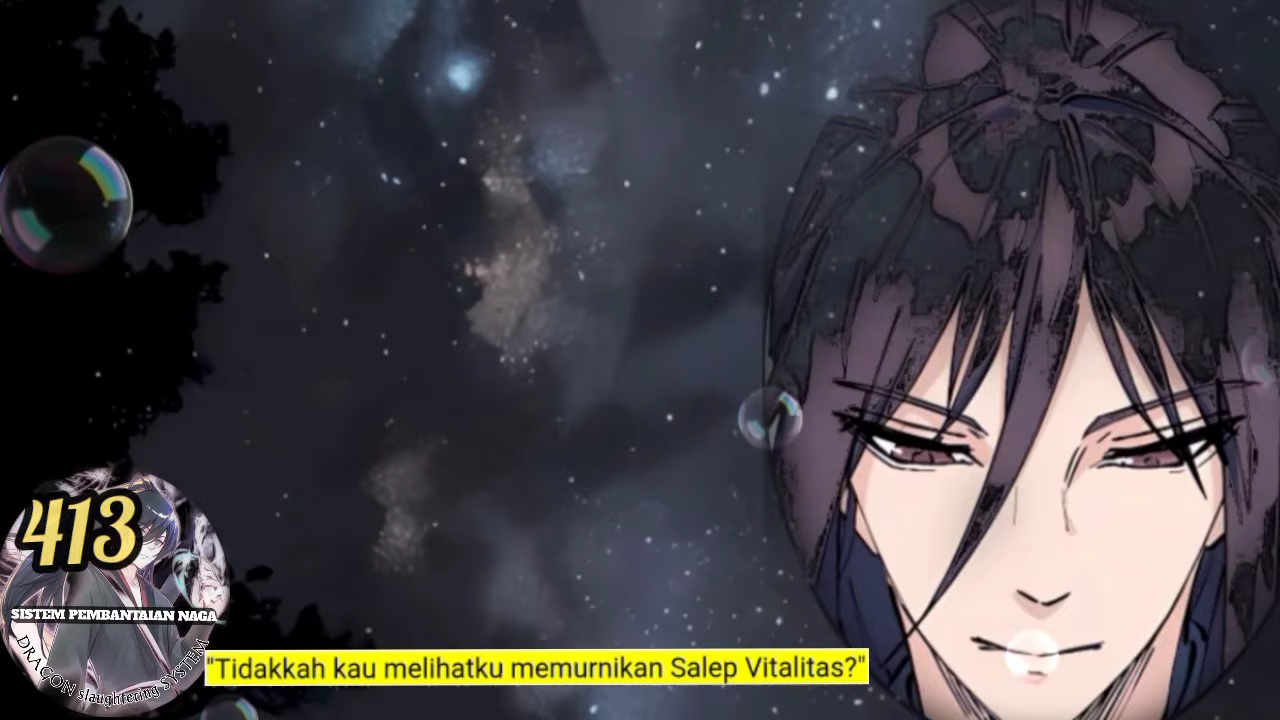 413
SISTEM PEMBANTAIAN NAGA
DRAGON slaughtering SYSTEM
"Tidakkah kau melihatku memurnikan Salep Vitalitas?"